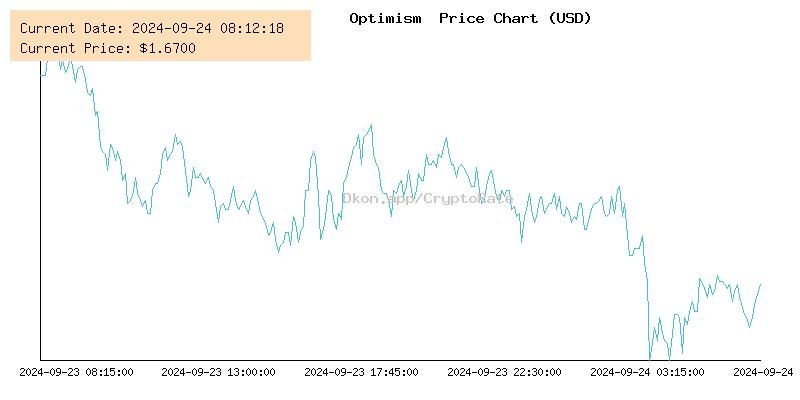 Optimism Price Chart (USD)
Current Date: 2024-09-24 08:12:18
Current Price: $1.6700
Okon.app/CryptoRate
2024-09-23 08:15:00 2024-09-23 13:00:00 2024-09-23 17:45:00 2024-09-23 22:30:00 2024-09-24 03:15:00 2024-09-24